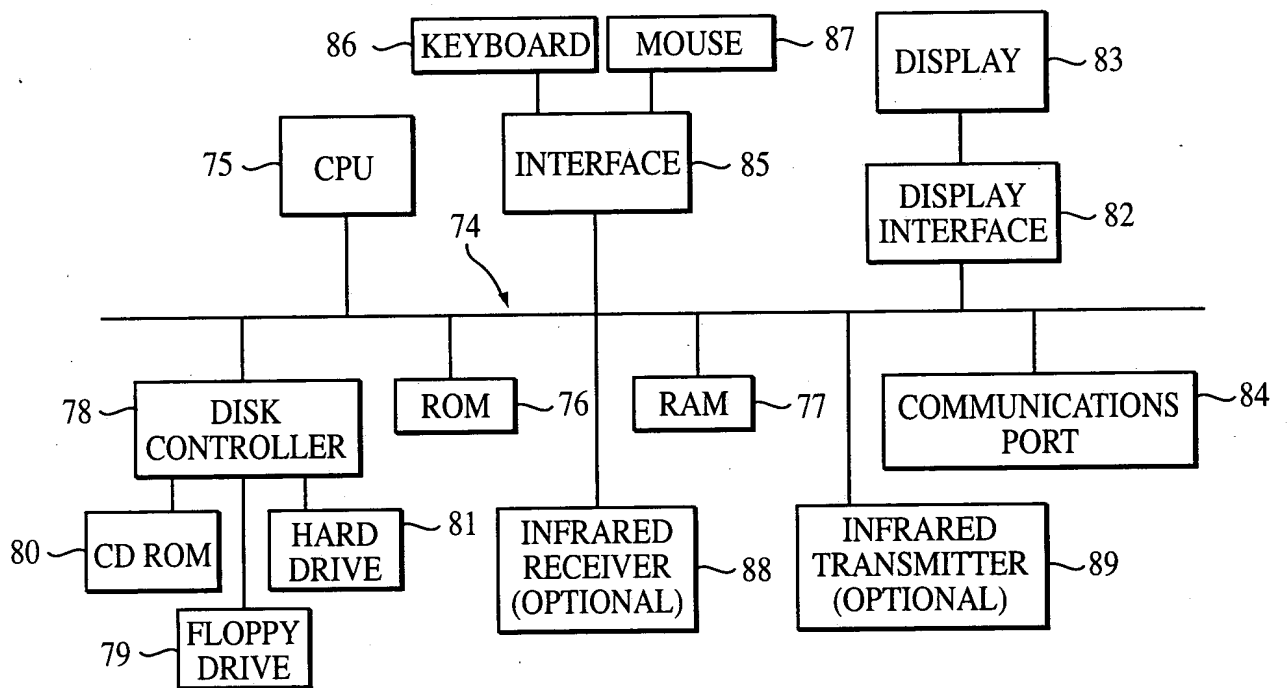 86
KEYBOARD
MOUSE
87
DISPLAY
83
75
CPU
INTERFACE
85
DISPLAY
INTERFACE
82
74
78
DISK
CONTROLLER
ROM
76
RAM
77
COMMUNICATIONS
PORT
84
80
CD ROM
HARD
DRIVE
81
INFRARED
RECEIVER
(OPTIONAL)
88
INFRARED
TRANSMITTER
(OPTIONAL)
89
79
FLOPPY
DRIVE